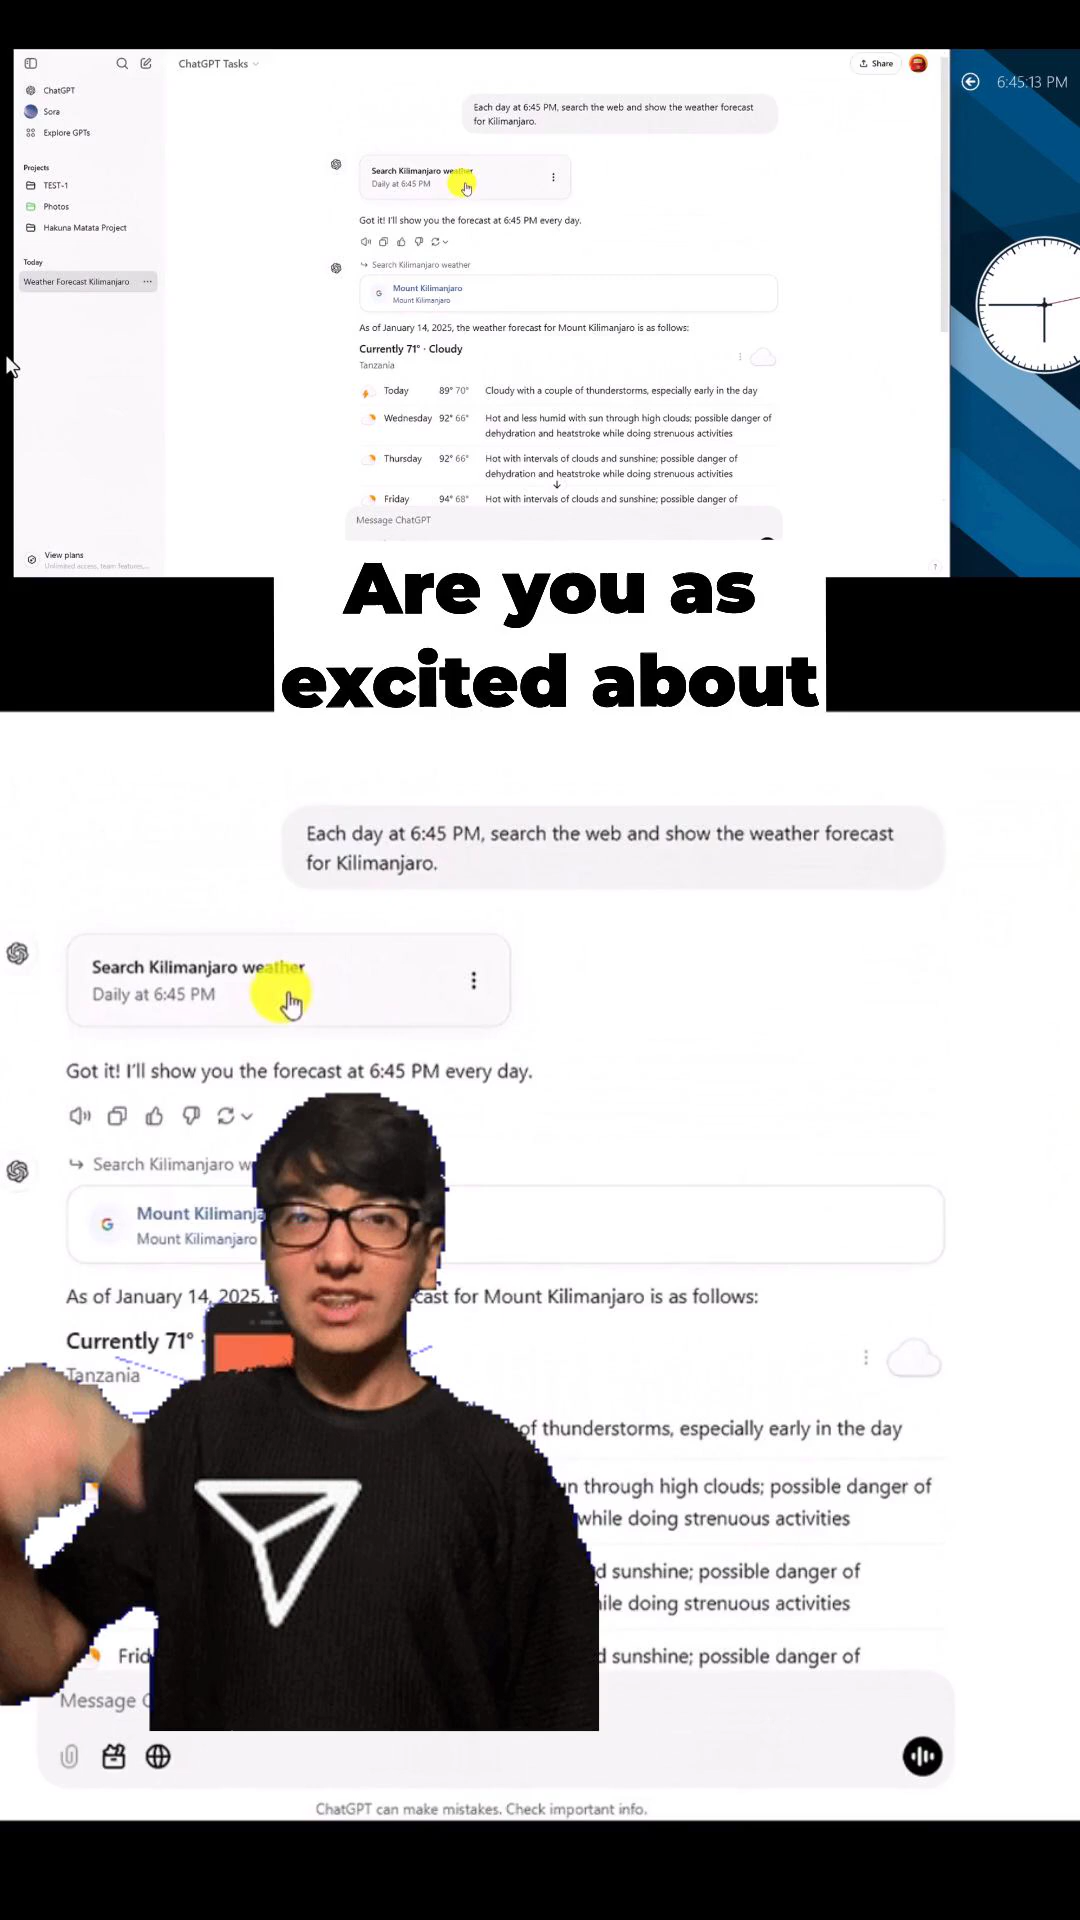 ChatGPT Tasks
Share
6:45:13 PM
ChatGPT
Sora
Explore GPTs
Projects
TEST-1
Photos
Hakuna Matata Project
Today
Weather Forecast Kilimanjaro
View plans
Unlimited access, team features,...
Each day at 6:45 PM, search the web and show the weather forecast
for Kilimanjaro.
Search Kilimanjaro weather
Daily at 6:45 PM
Got it! I'll show you the forecast at 6:45 PM every day.
Search Kilimanjaro weather
G
Mount Kilimanjaro
Mount Kilimanjaro
As of January 14, 2025, the weather forecast for Mount Kilimanjaro is as follows:
Currently 71° · Cloudy
Tanzania
Today 89° 70° Cloudy with a couple of thunderstorms, especially early in the day
Wednesday 92° 66° Hot and less humid with sun through high clouds; possible danger of
dehydration and heatstroke while doing strenuous activities
Thursday 92° 66° Hot with intervals of clouds and sunshine; possible danger of
dehydration and heatstroke while doing strenuous activities
Friday 94° 68° Hot with intervals of clouds and sunshine; possible danger of
Message ChatGPT
?
Are you as
excited about
Each day at 6:45 PM, search the web and show the weather forecast
for Kilimanjaro.
Search Kilimanjaro weather
Daily at 6:45 PM
Got it! I'll show you the forecast at 6:45 PM every day.
Search Kilimanjaro w
G
Mount Kilimanja
Mount Kilimanjaro
As of January 14, 2025, cast for Mount Kilimanjaro is as follows:
Currently 71°
Tanzania
of thunderstorms, especially early in the day
un through high clouds; possible danger of
while doing strenuous activities
d sunshine; possible danger of
ile doing strenuous activities
Frid d sunshine; possible danger of
Message
ChatGPT can make mistakes. Check important info.